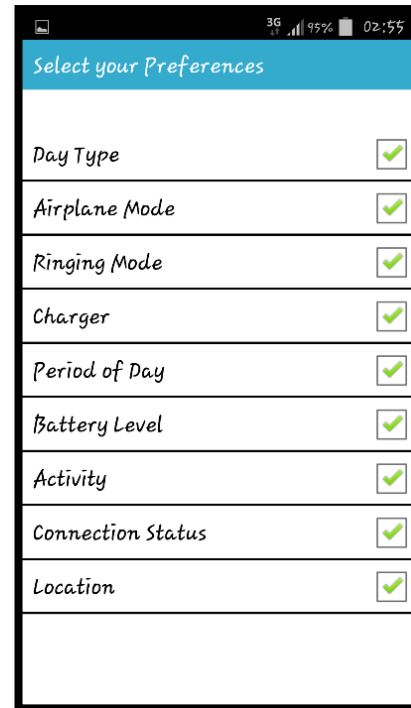 3G 95% 02:55
Select your Preferences
Day Type
Airplane Mode
Ringing Mode
Charger
Period of Day
Battery Level
Activity
Connection Status
Location